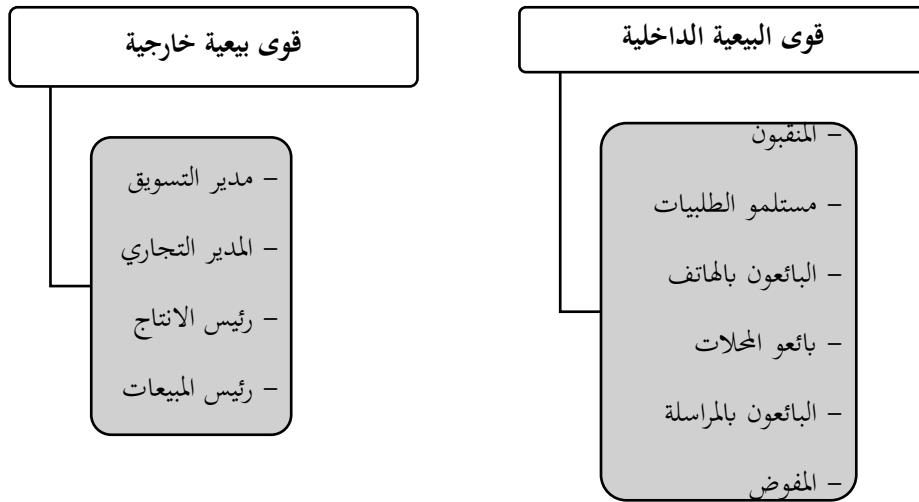 قوى البيعية الداخلية
– المنقبون
– مستلمو الطلبيات
– البائعون بالهاتف
– بائعو المحلات
– البائعون بالمراسلة
– المفوض
قوى بيعية خارجية
– مدير التسويق
– المدير التجاري
– رئيس الانتاج
– رئيس المبيعات